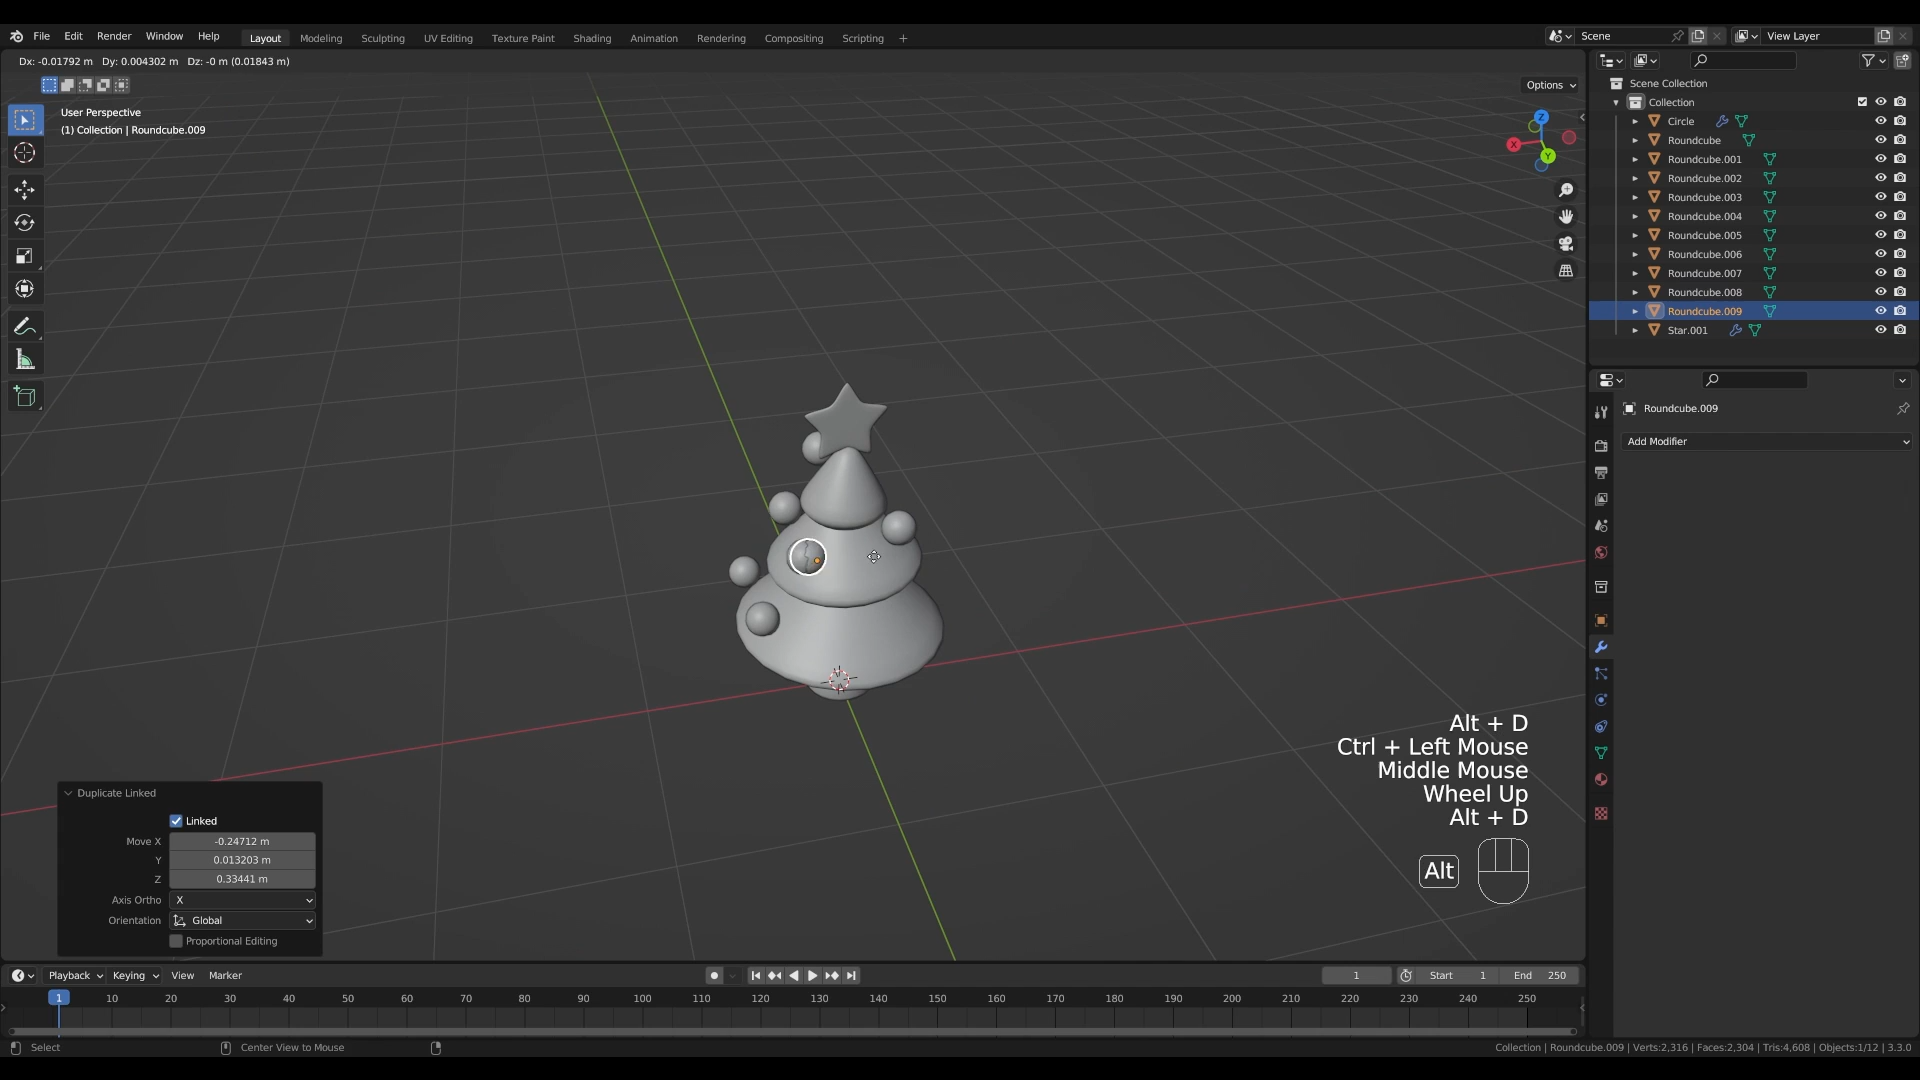 File Edit Render Window Help Layout Modeling Sculpting UV Editing Texture Paint Shading Animation Rendering Compositing Scripting + Scene View Layer
Dx: -0.01792 m Dy: 0.004302 m Dz: -0 m (0.01843 m)
Options
User Perspective
(1) Collection | Roundcube.009
Z
X
Y
Scene Collection
Collection
Circle
Roundcube
Roundcube.001
Roundcube.002
Roundcube.003
Roundcube.004
Roundcube.005
Roundcube.006
Roundcube.007
Roundcube.008
Roundcube.009
Star.001
Roundcube.009
Add Modifier
Alt + D
Ctrl + Left Mouse
Middle Mouse
Wheel Up
Alt + D
Alt
Duplicate Linked
Linked
Move X -0.24712 m
Y 0.013203 m
Z 0.33441 m
Axis Ortho X
Orientation Global
Proportional Editing
Playback Keying View Marker 1 Start 1 End 250
1 10 20 30 40 50 60 70 80 90 100 110 120 130 140 150 160 170 180 190 200 210 220 230 240 250
Select Center View to Mouse Collection | Roundcube.009 | Verts:2,316 | Faces:2,304 | Tris:4,608 | Objects:1/12 | 3.3.0